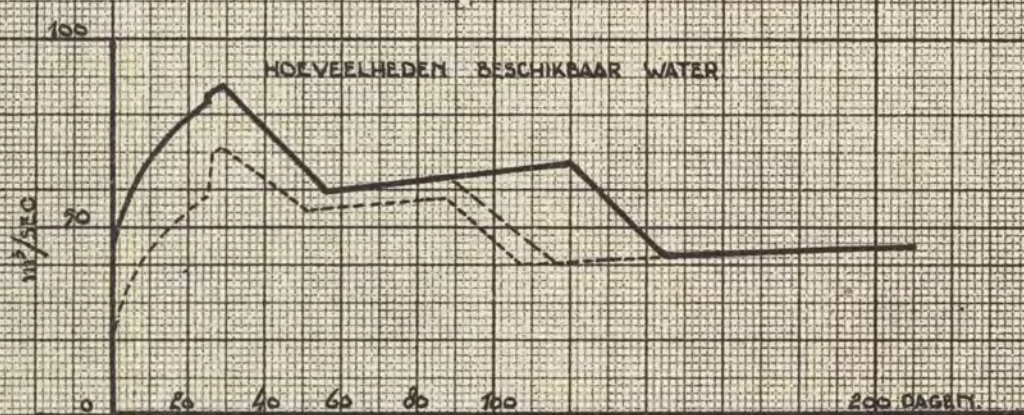 100
HOEVEELHEDEN BESCHIKBAAR WATER
50
m³/SEC
0 20 40 60 80 100 200 DAGEN.